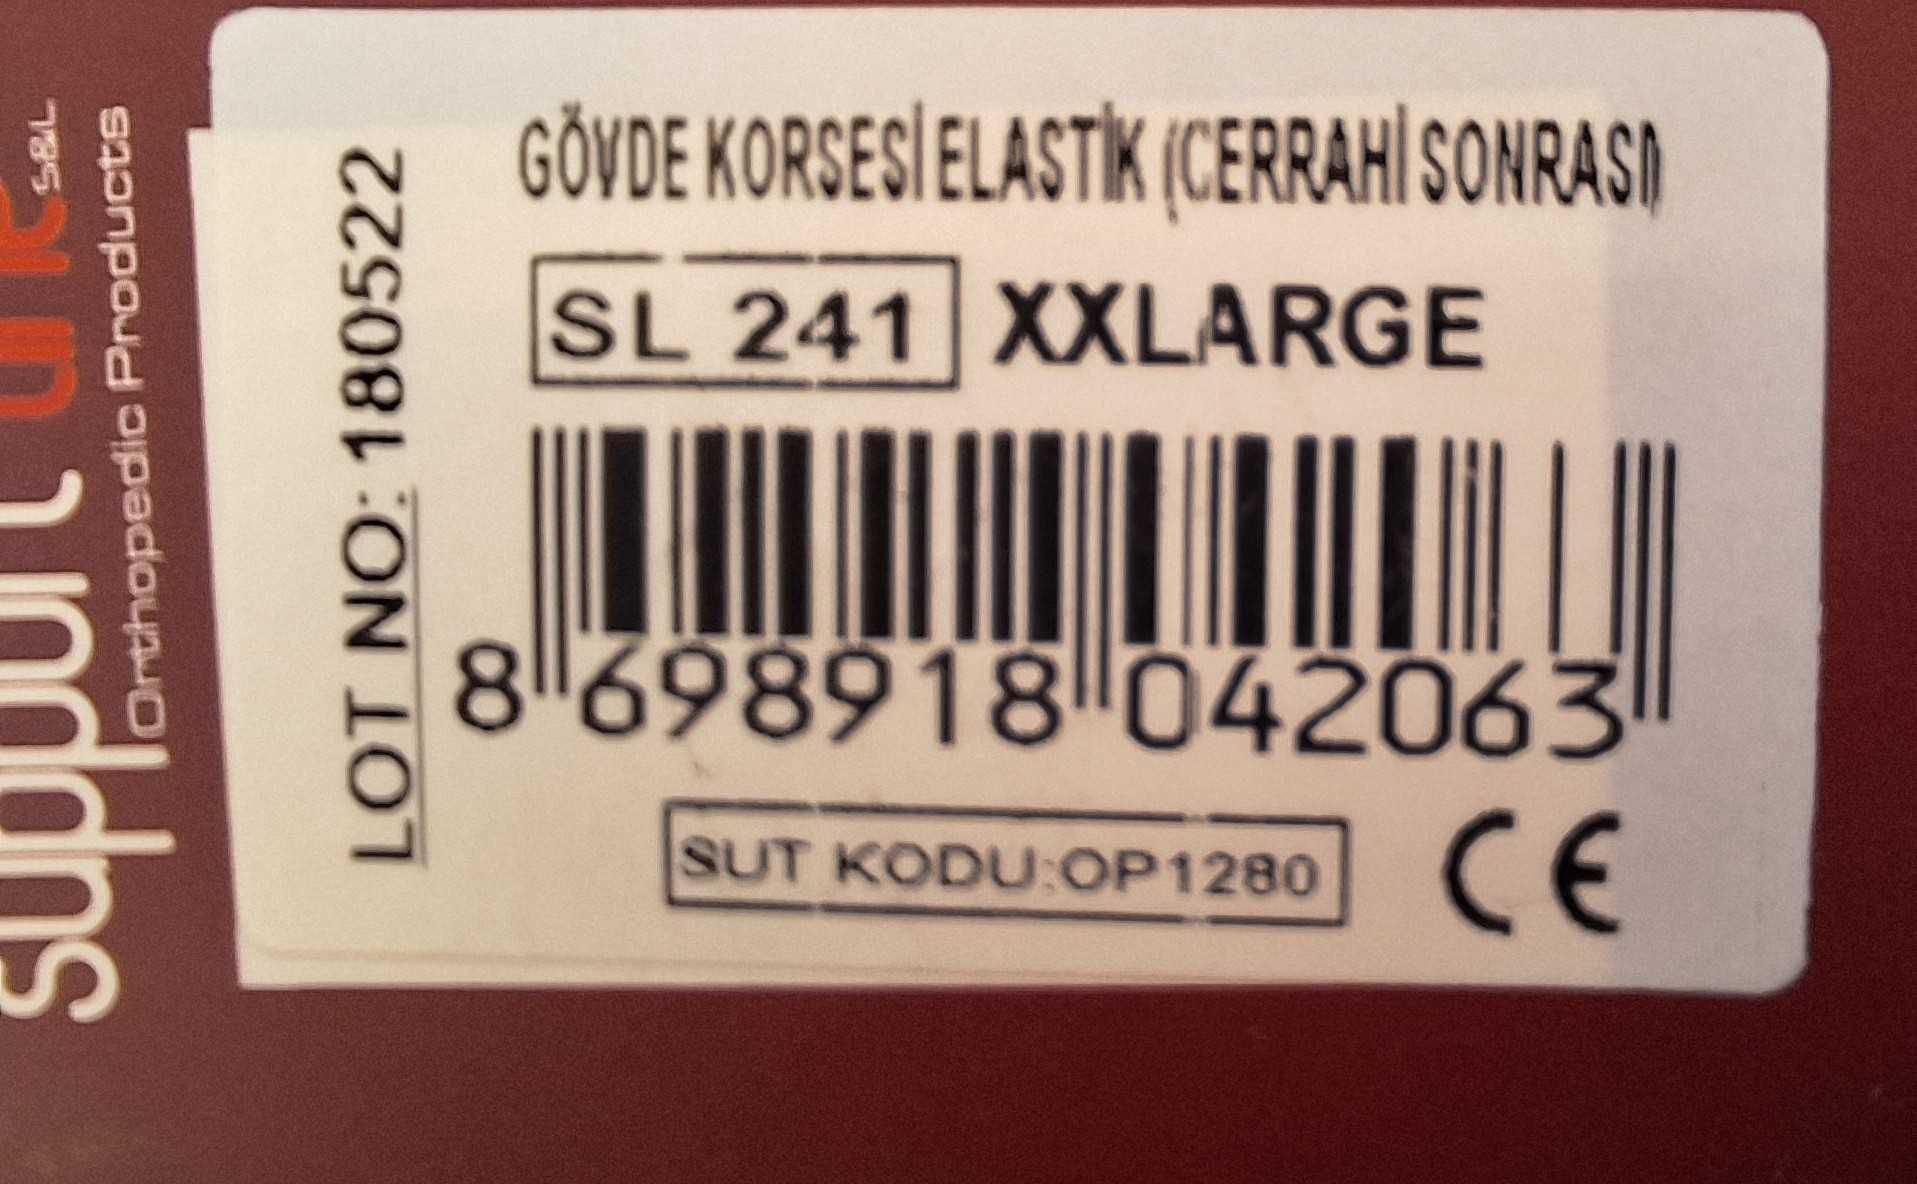 GÖVDE KORSESİ ELASTİK (CERRAHİ SONRASI)
SL 241 XXLARGE
8 698918 042063
SUT KODU:OP1280
CE
LOT NO: 180522
support
S&L
Orthopedic Products